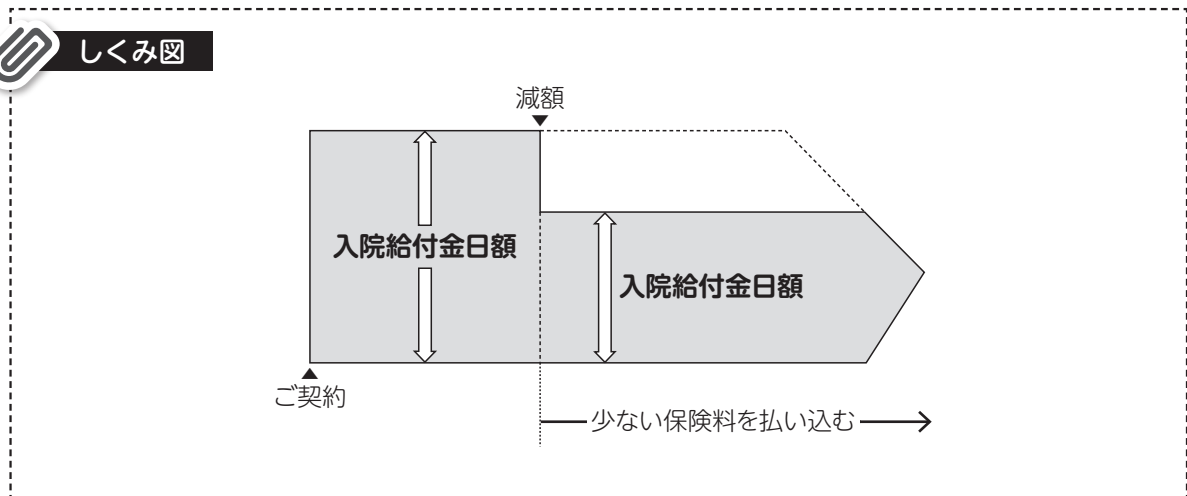 しくみ図
減額
入院給付金日額
入院給付金日額
ご契約
少ない保険料を払い込む